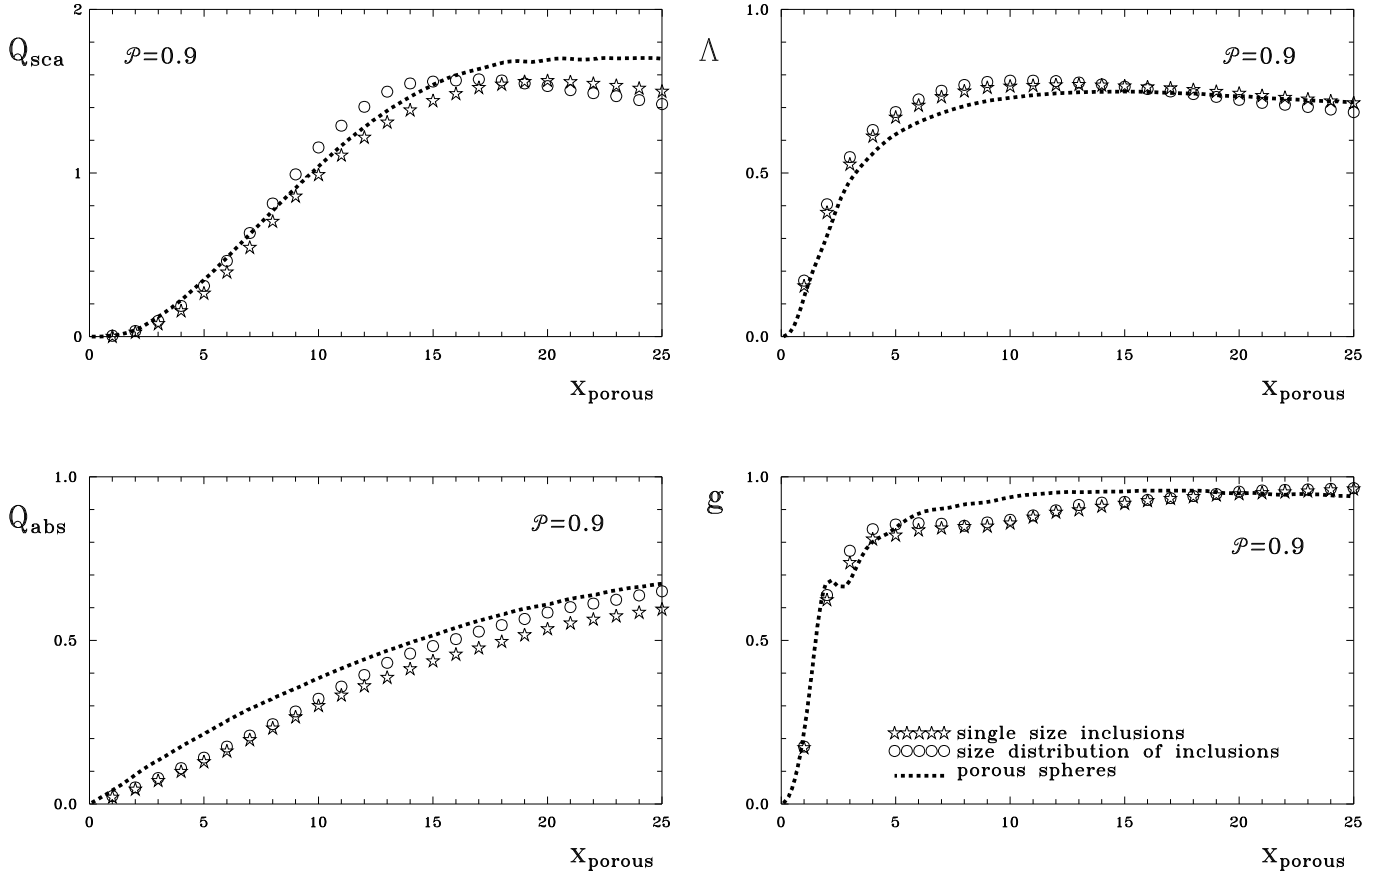 2
Q_sca
𝒫=0.9
1
0
0 5 10 15 20 25
x_porous
1.0
Λ
𝒫=0.9
0.5
0.0
0 5 10 15 20 25
x_porous
1.0
Q_abs
𝒫=0.9
0.5
0.0
0 5 10 15 20 25
x_porous
1.0
g
𝒫=0.9
0.5
single size inclusions
size distribution of inclusions
porous spheres
0.0
0 5 10 15 20 25
x_porous